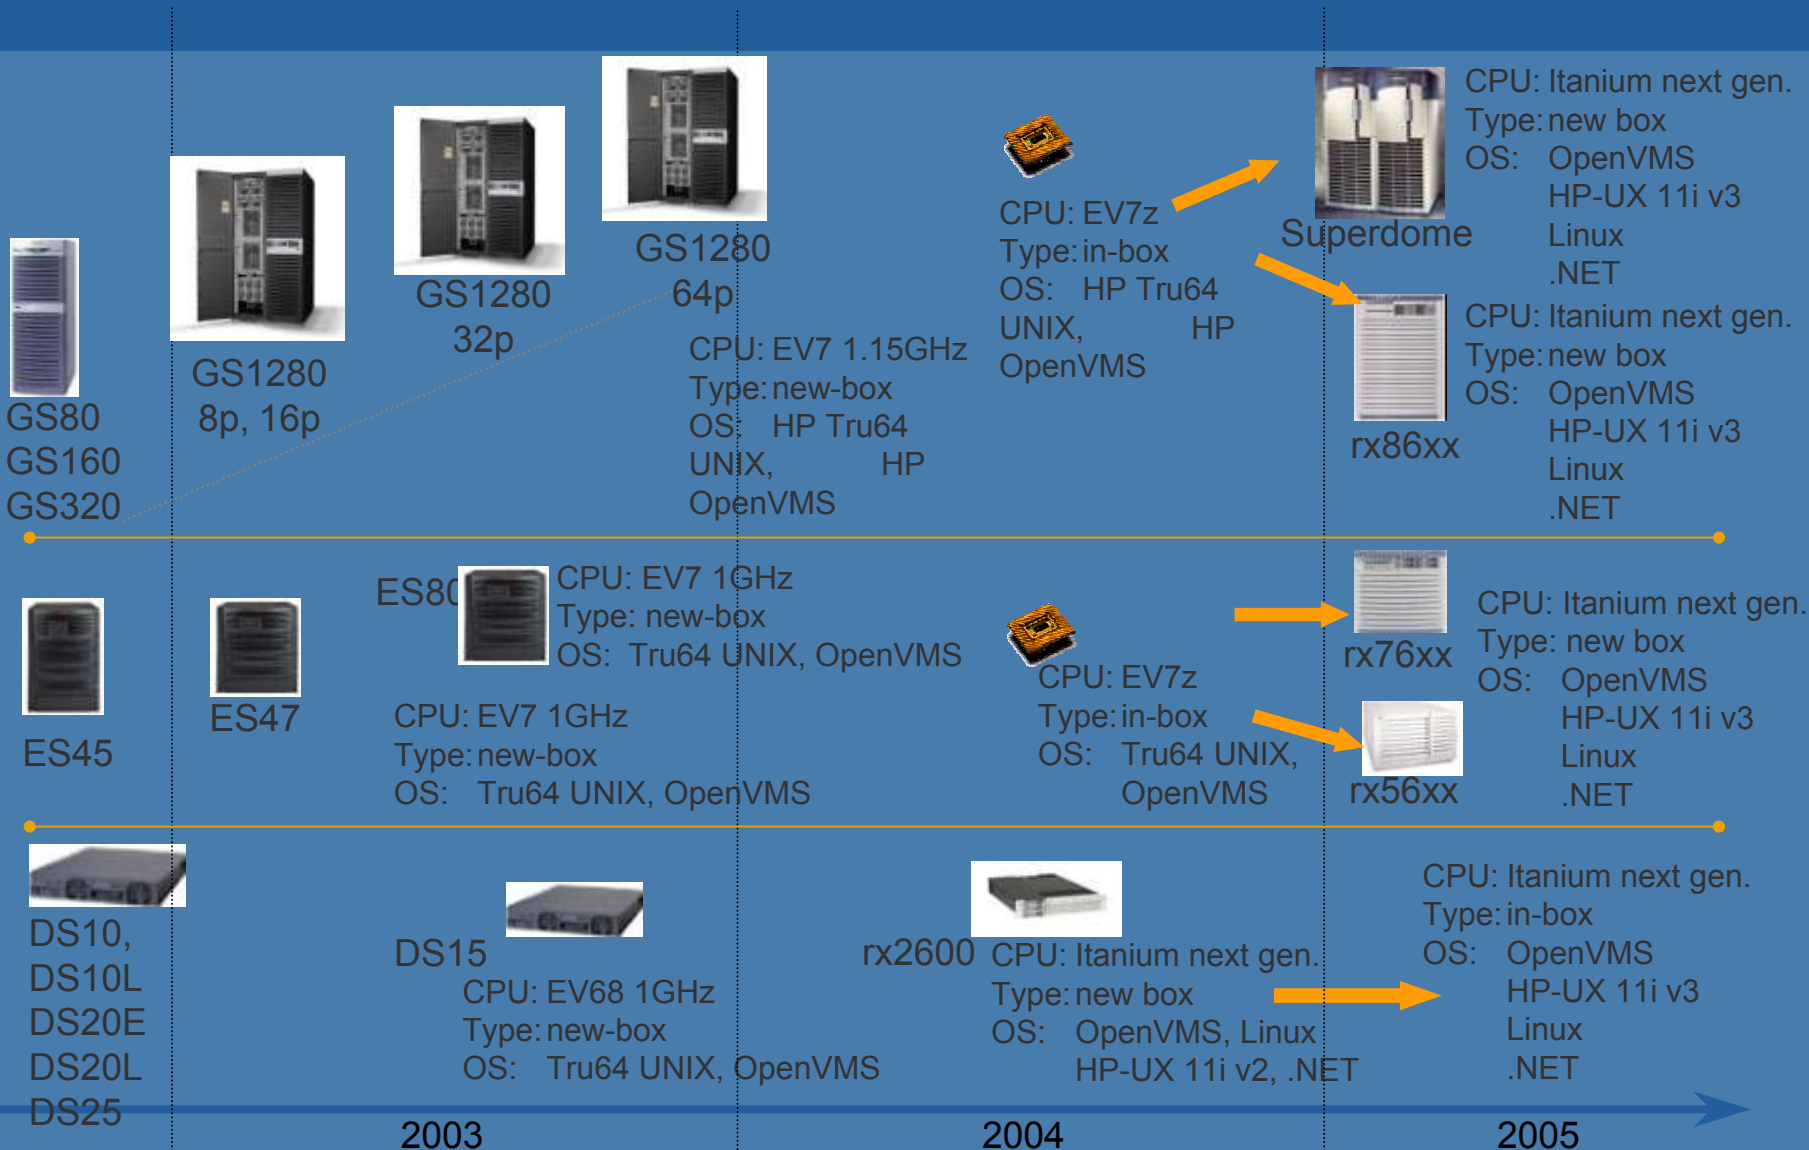 GS80
GS160
GS320
GS1280
8p, 16p
GS1280
32p
GS1280
64p
CPU: EV7 1.15GHz
Type: new-box
OS: HP Tru64
UNIX, HP
OpenVMS
CPU: EV7z
Type: in-box
OS: HP Tru64
UNIX, HP
OpenVMS
Superdome
CPU: Itanium next gen.
Type: new box
OS: OpenVMS
HP-UX 11i v3
Linux
.NET
rx86xx
CPU: Itanium next gen.
Type: new box
OS: OpenVMS
HP-UX 11i v3
Linux
.NET
ES45
ES47
ES80
CPU: EV7 1GHz
Type: new-box
OS: Tru64 UNIX, OpenVMS
CPU: EV7 1GHz
Type: new-box
OS: Tru64 UNIX, OpenVMS
CPU: EV7z
Type: in-box
OS: Tru64 UNIX,
OpenVMS
rx76xx
rx56xx
CPU: Itanium next gen.
Type: new box
OS: OpenVMS
HP-UX 11i v3
Linux
.NET
DS10,
DS10L
DS20E
DS20L
DS25
DS15
CPU: EV68 1GHz
Type: new-box
OS: Tru64 UNIX, OpenVMS
rx2600
CPU: Itanium next gen.
Type: new box
OS: OpenVMS, Linux
HP-UX 11i v2, .NET
CPU: Itanium next gen.
Type: in-box
OS: OpenVMS
HP-UX 11i v3
Linux
.NET
2003
2004
2005